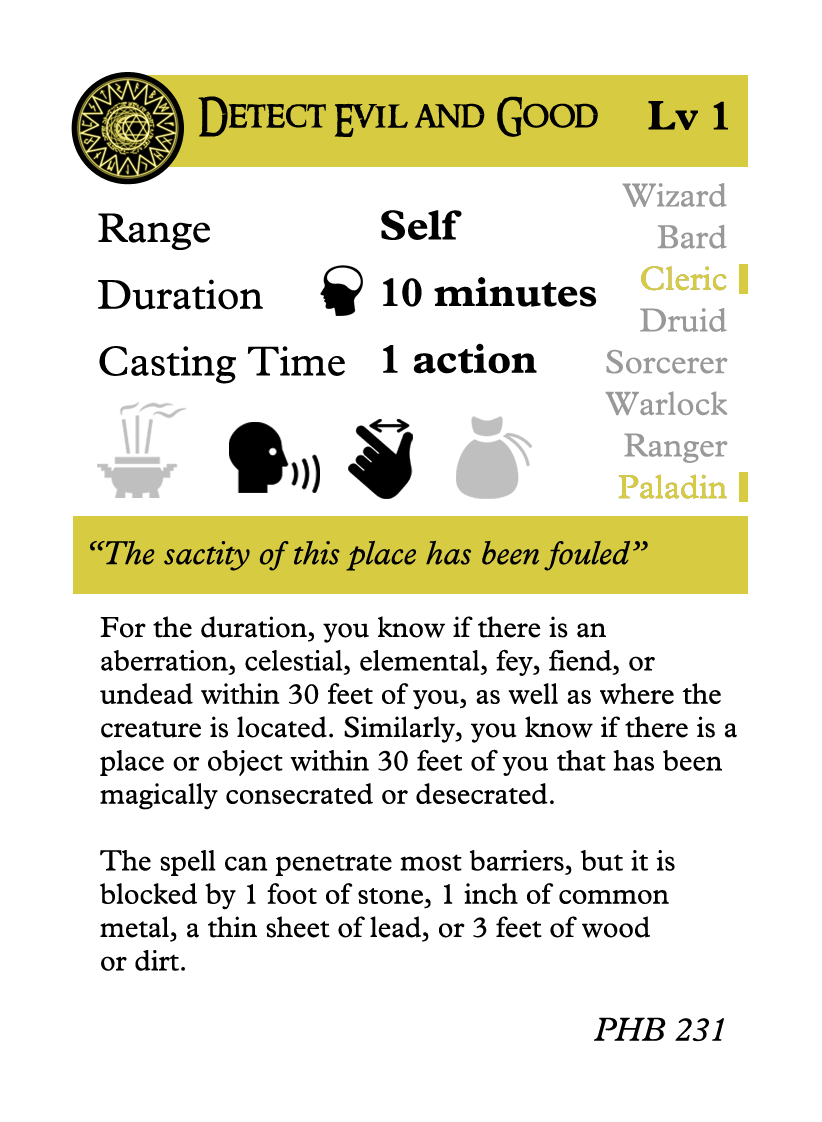 Detect Evil and Good Lv 1
Range Self
Duration 10 minutes
Casting Time 1 action
Wizard
Bard
Cleric
Druid
Sorcerer
Warlock
Ranger
Paladin
“The sactity of this place has been fouled”
For the duration, you know if there is an
aberration, celestial, elemental, fey, fiend, or
undead within 30 feet of you, as well as where the
creature is located. Similarly, you know if there is a
place or object within 30 feet of you that has been
magically consecrated or desecrated.
The spell can penetrate most barriers, but it is
blocked by 1 foot of stone, 1 inch of common
metal, a thin sheet of lead, or 3 feet of wood
or dirt.
PHB 231